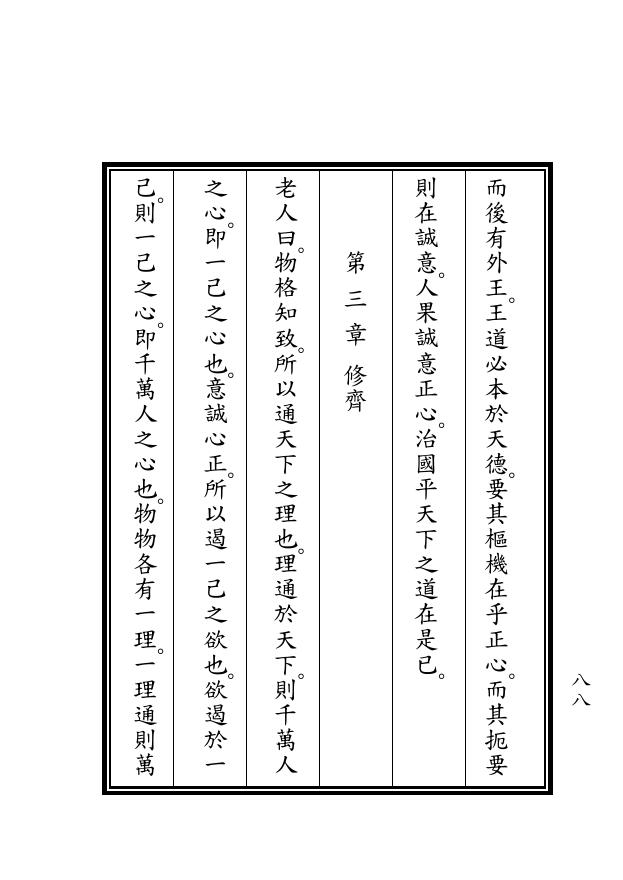 而後有外王。王道必本於天德。要其樞機在乎正心。而其扼要
則在誠意。人果誠意正心。治國平天下之道在是已。
第三章 修齊
老人曰。物格知致。所以通天下之理也。理通於天下。則千萬人
之心。即一己之心也。意誠心正。所以遏一己之欲也。欲遏於一
己。則一己之心。即千萬人之心也。物物各有一理。一理通則萬
八八